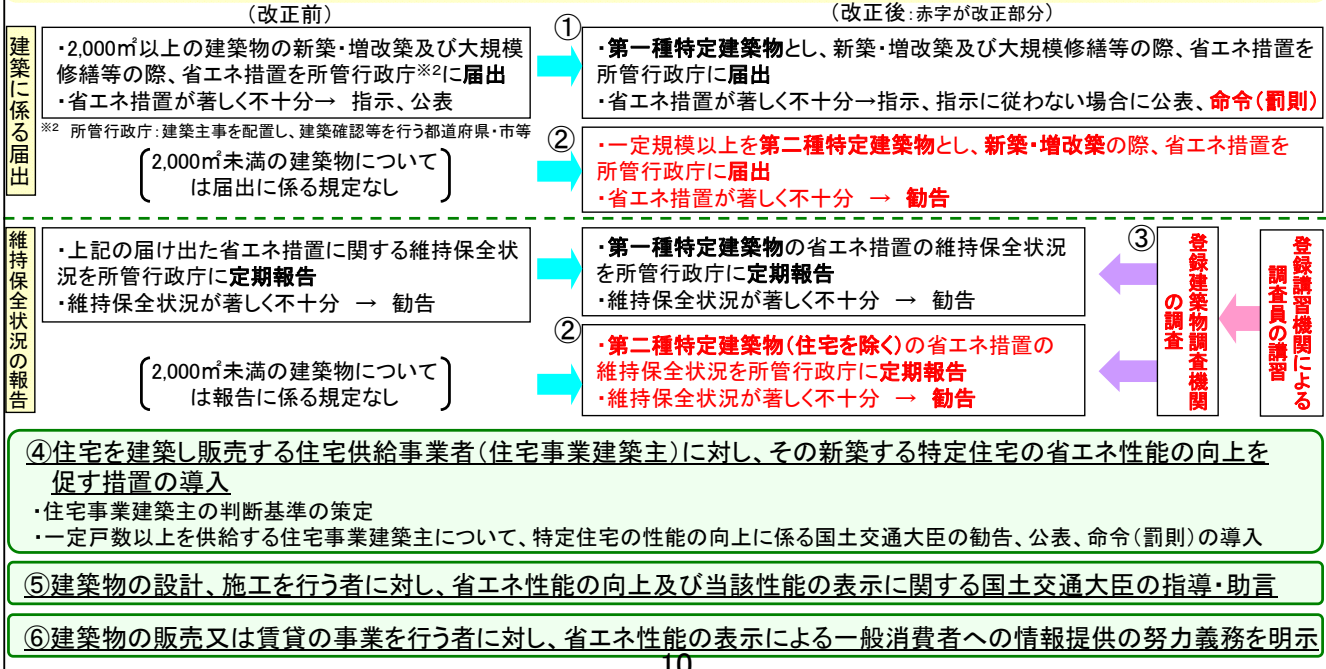 (改正前)
(改正後:赤字が改正部分)
建築に係る届出
・2,000㎡以上の建築物の新築・増改築及び大規模
修繕等の際、省エネ措置を所管行政庁※2に届出
・省エネ措置が著しく不十分→ 指示、公表
※2 所管行政庁:建築主事を配置し、建築確認等を行う都道府県・市等
2,000㎡未満の建築物について
は届出に係る規定なし
①
・第一種特定建築物とし、新築・増改築及び大規模修繕等の際、省エネ措置を
所管行政庁に届出
・省エネ措置が著しく不十分→指示、指示に従わない場合に公表、命令(罰則)
②
・一定規模以上を第二種特定建築物とし、新築・増改築の際、省エネ措置を
所管行政庁に届出
・省エネ措置が著しく不十分 → 勧告
維持保全状況の報告
・上記の届け出た省エネ措置に関する維持保全状
況を所管行政庁に定期報告
・維持保全状況が著しく不十分 → 勧告
2,000㎡未満の建築物について
は報告に係る規定なし
・第一種特定建築物の省エネ措置の維持保全状況
を所管行政庁に定期報告
・維持保全状況が著しく不十分 → 勧告
②
・第二種特定建築物(住宅を除く)の省エネ措置の
維持保全状況を所管行政庁に定期報告
・維持保全状況が著しく不十分 → 勧告
③
登録建築物調査機関
の調査
登録講習機関による
調査員の講習
④住宅を建築し販売する住宅供給事業者(住宅事業建築主)に対し、その新築する特定住宅の省エネ性能の向上を
促す措置の導入
・住宅事業建築主の判断基準の策定
・一定戸数以上を供給する住宅事業建築主について、特定住宅の性能の向上に係る国土交通大臣の勧告、公表、命令(罰則)の導入
⑤建築物の設計、施工を行う者に対し、省エネ性能の向上及び当該性能の表示に関する国土交通大臣の指導・助言
⑥建築物の販売又は賃貸の事業を行う者に対し、省エネ性能の表示による一般消費者への情報提供の努力義務を明示
10